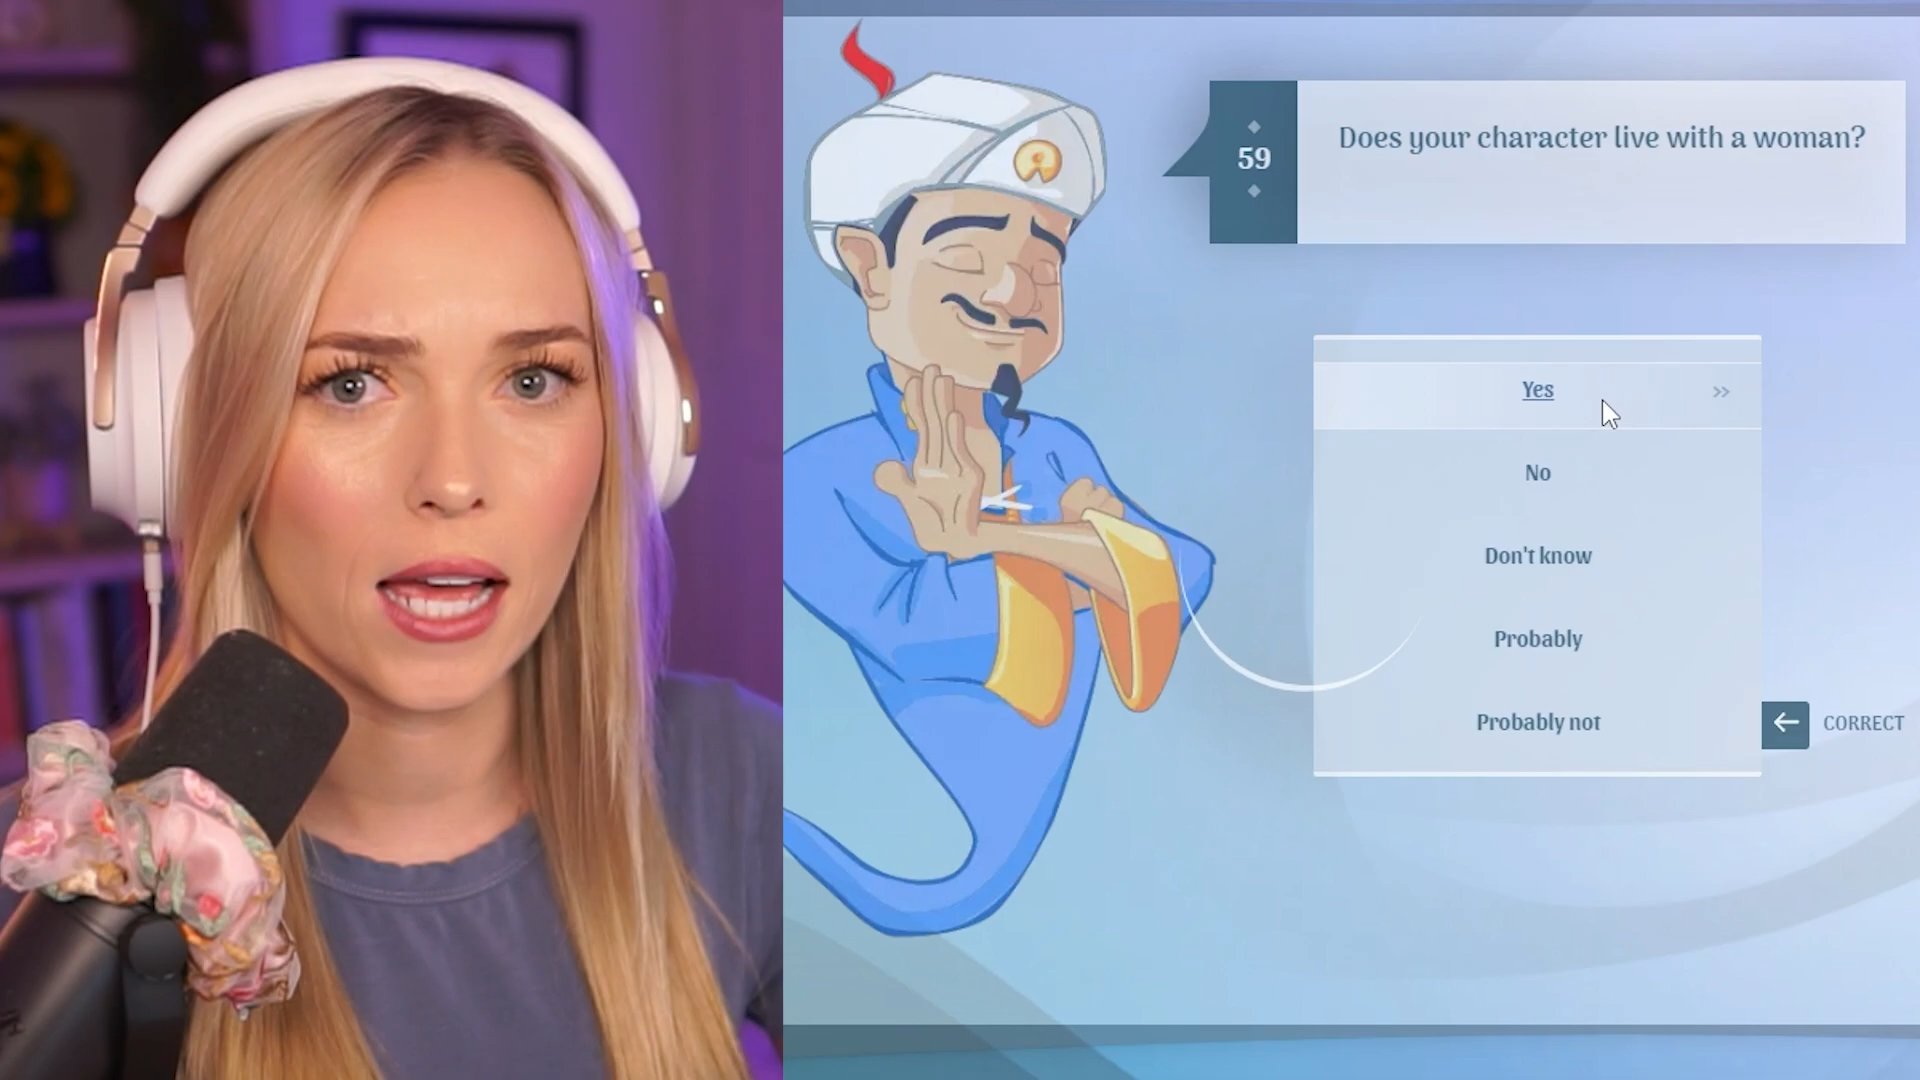 59
Does your character live with a woman?
Yes
No
Don't know
Probably
Probably not
CORRECT